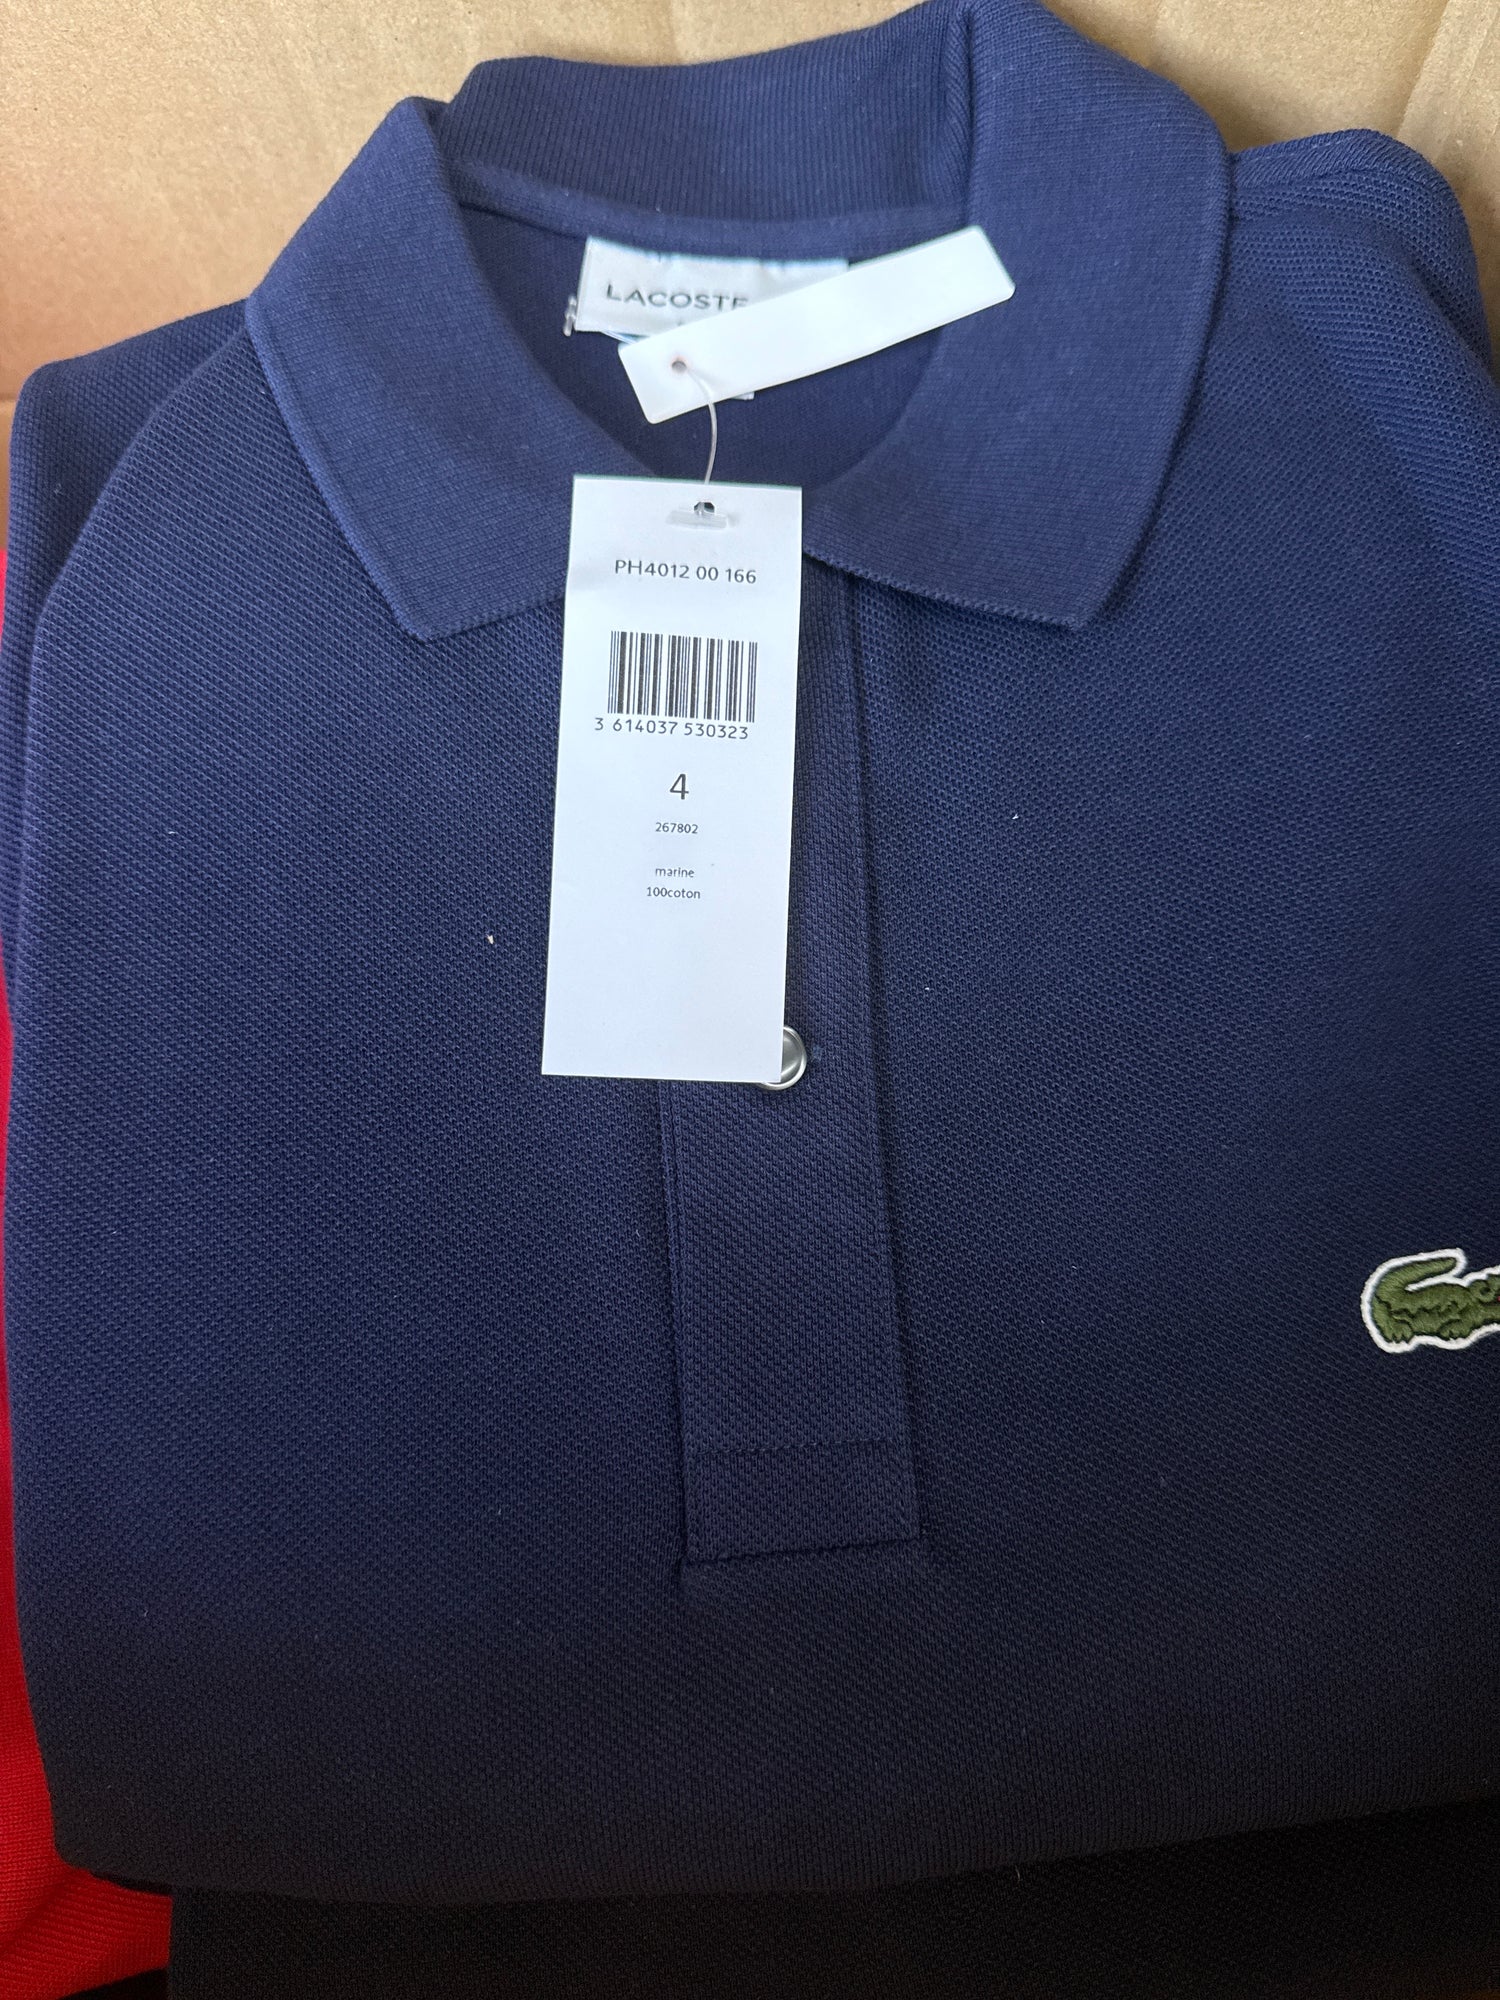 LACOSTE
PH4012 00 166
3 614037 530323
4
267802
marine
100coton